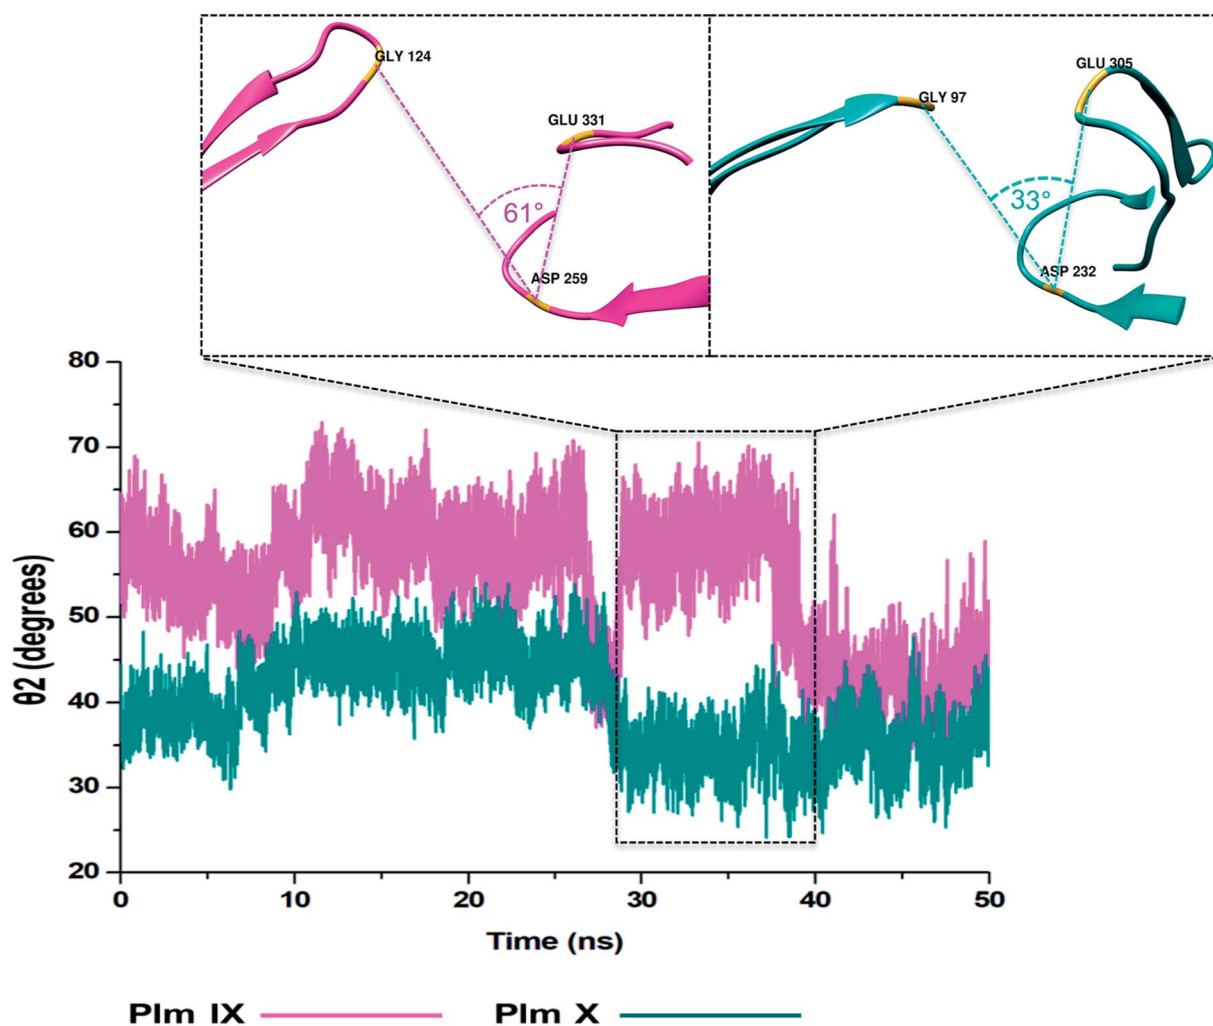 GLY 124
GLU 331
61°
ASP 259
GLU 305
GLY 97
33°
ASP 232
80
70
60
50
40
30
20
θ2 (degrees)
0 10 20 30 40 50
Time (ns)
Plm IX Plm X